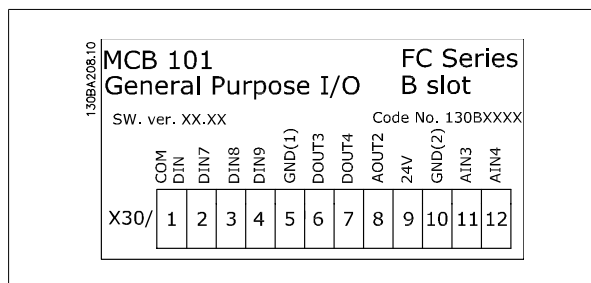 130BA208.10
MCB 101 FC Series
General Purpose I/O B slot
SW. ver. XX.XX Code No. 130BXXXX
COM DIN DIN7 DIN8 DIN9 GND(1) DOUT3 DOUT4 AOUT2 24V GND(2) AIN3 AIN4
X30/ 1 2 3 4 5 6 7 8 9 10 11 12